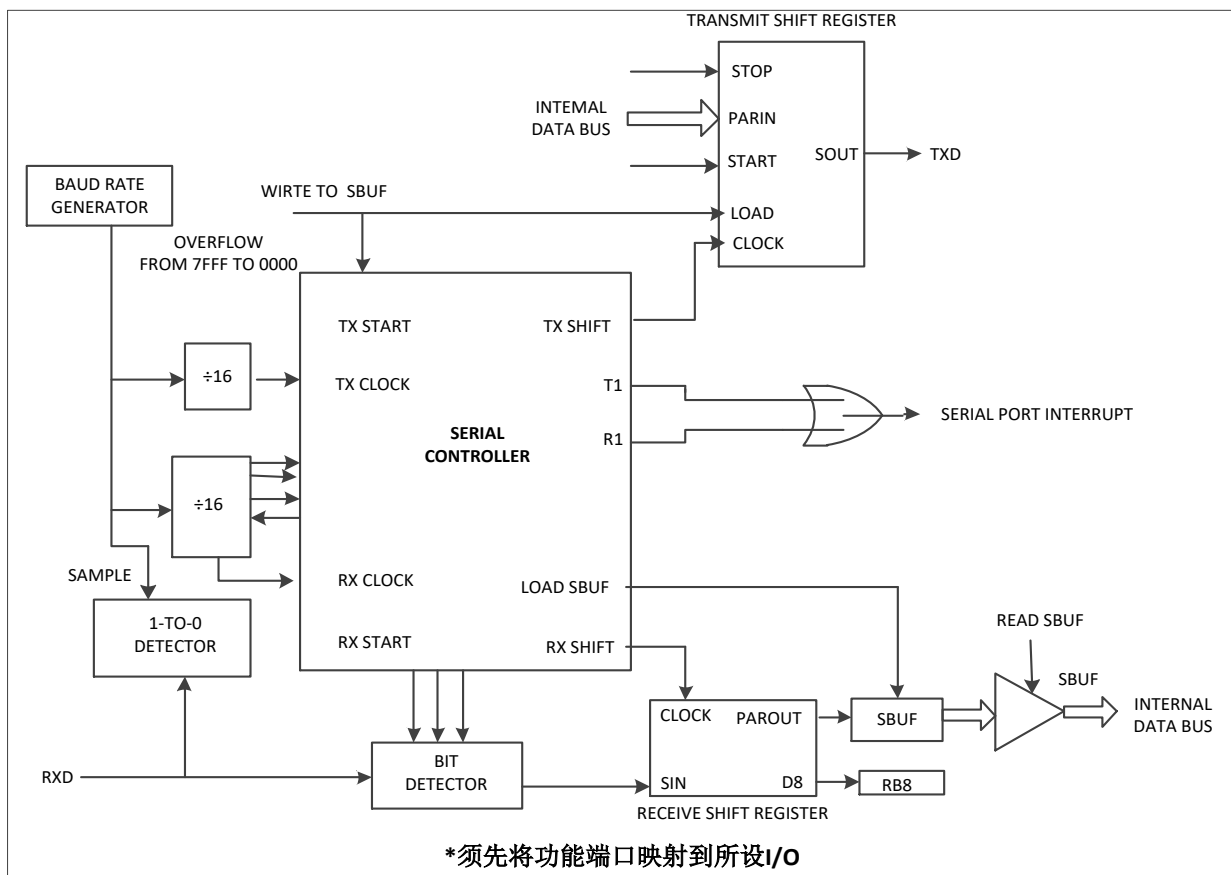 TRANSMIT SHIFT REGISTER
STOP
INTEMAL
DATA BUS
PARIN
START
SOUT
TXD
BAUD RATE
GENERATOR
WIRTE TO SBUF
LOAD
CLOCK
OVERFLOW
FROM 7FFF TO 0000
TX START
TX SHIFT
÷16
TX CLOCK
T1
SERIAL PORT INTERRUPT
SERIAL
CONTROLLER
R1
÷16
SAMPLE
RX CLOCK
LOAD SBUF
1-TO-0
DETECTOR
RX START
RX SHIFT
READ SBUF
SBUF
CLOCK
PAROUT
SBUF
INTERNAL
DATA BUS
RXD
BIT
DETECTOR
SIN
D8
RB8
RECEIVE SHIFT REGISTER
*须先将功能端口映射到所设I/O